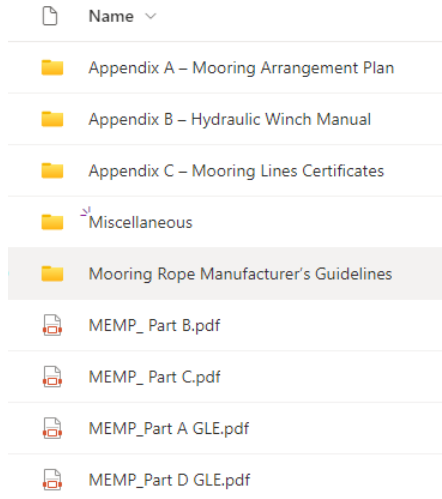 Name
Appendix A – Mooring Arrangement Plan
Appendix B – Hydraulic Winch Manual
Appendix C – Mooring Lines Certificates
Miscellaneous
Mooring Rope Manufacturer’s Guidelines
MEMP_ Part B.pdf
MEMP_ Part C.pdf
MEMP_Part A GLE.pdf
MEMP_Part D GLE.pdf